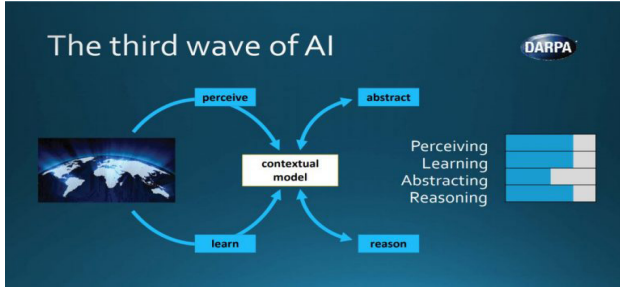 The third wave of AI
DARPA
perceive
abstract
contextual
model
learn
reason
Perceiving
Learning
Abstracting
Reasoning